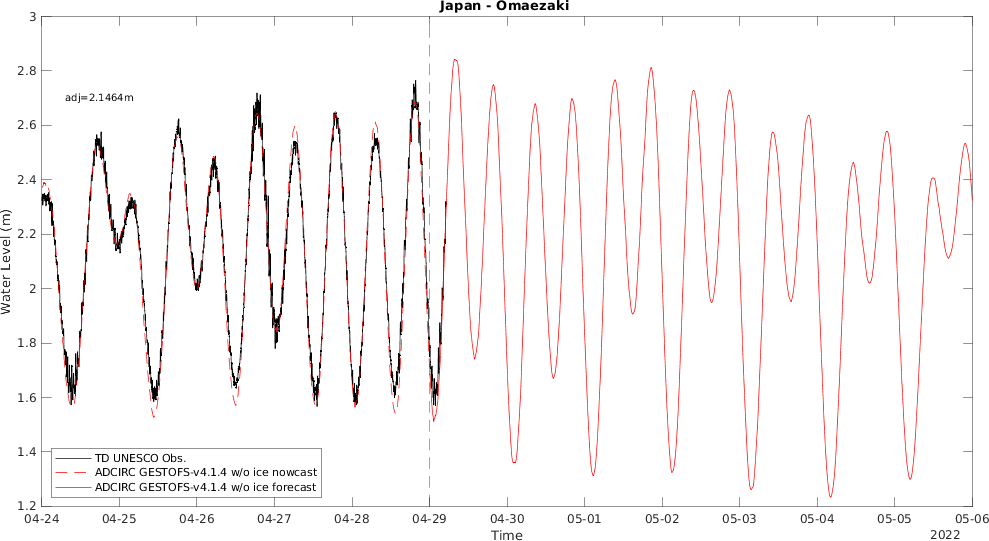 Japan - Omaezaki
3
2.8
2.6
2.4
2.2
2
1.8
1.6
1.4
1.2
Water Level (m)
adj=2.1464m
TD UNESCO Obs.
ADCIRC GESTOFS-v4.1.4 w/o ice nowcast
ADCIRC GESTOFS-v4.1.4 w/o ice forecast
04-24 04-25 04-26 04-27 04-28 04-29 04-30 05-01 05-02 05-03 05-04 05-05 05-06
Time
2022